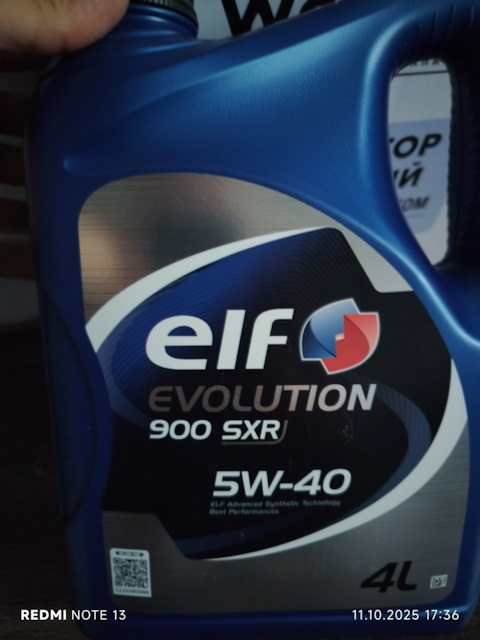 elf
EVOLUTION
900 SXR
5W-40
ELF Advanced Synthetic Technology
Best Performances
4L
REDMI NOTE 13
11.10.2025 17:36